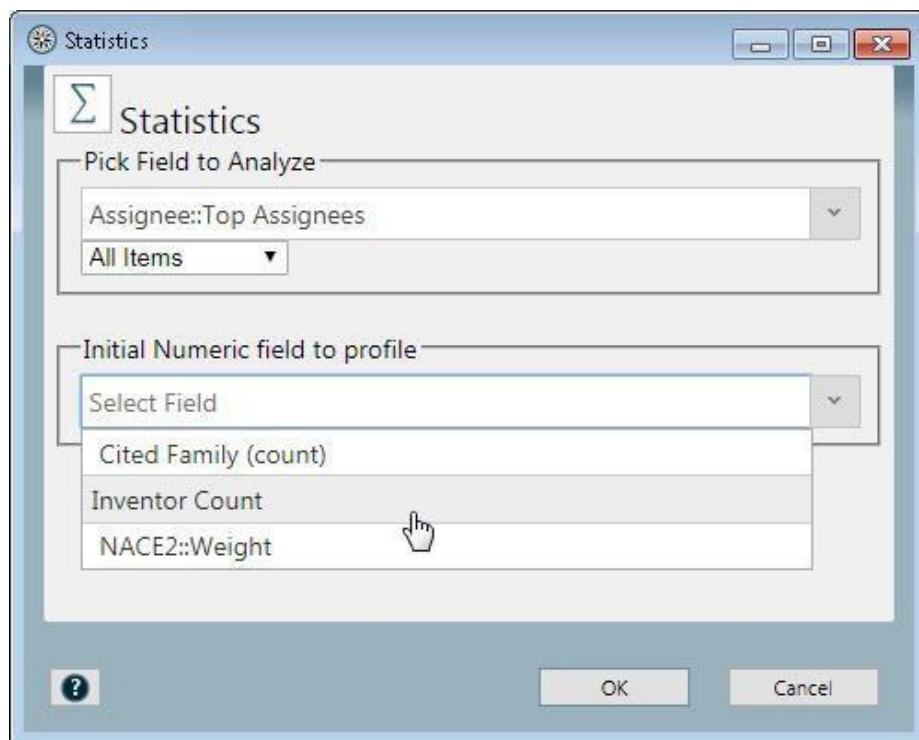 Statistics
Σ Statistics
Pick Field to Analyze
Assignee::Top Assignees
All Items
Initial Numeric field to profile
Select Field
Cited Family (count)
Inventor Count
NACE2::Weight
? OK Cancel